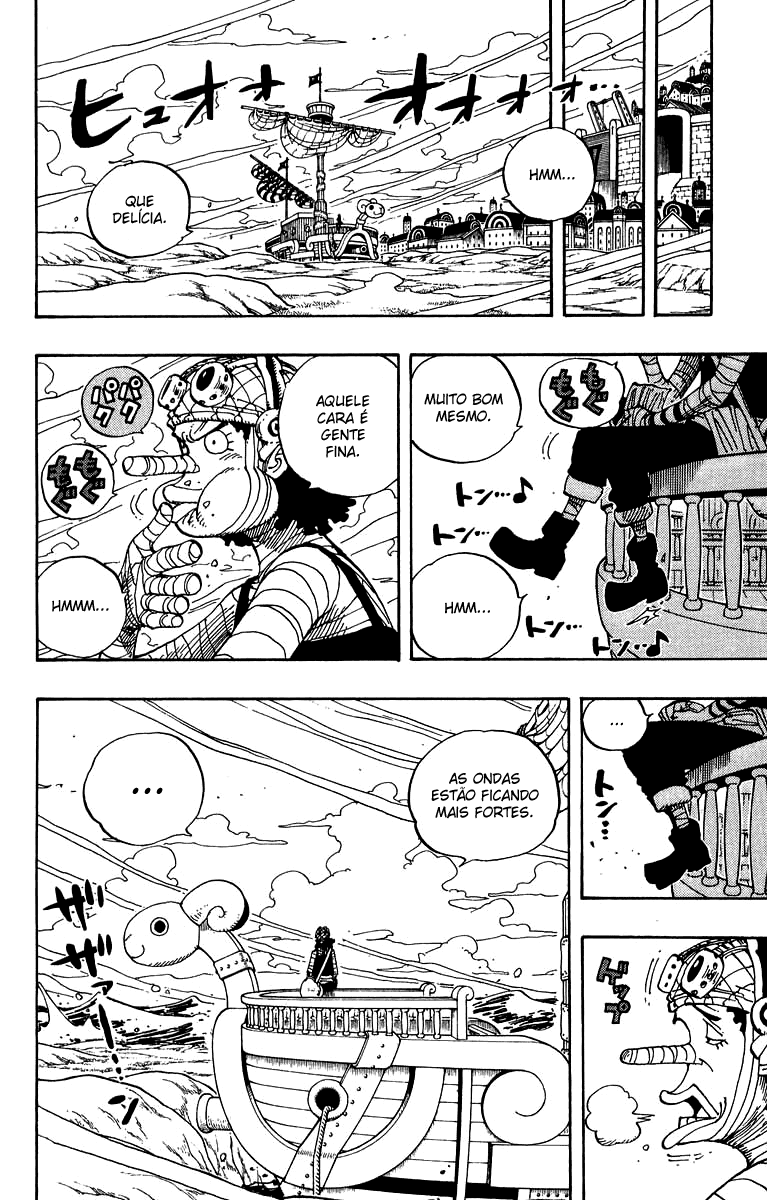 ヒュオオ
オオオオ…
HMM...
QUE
DELÍCIA.
もぐもぐ
MUITO BOM
MESMO.
トン…♪
トン…
HMM...
トン…
トン…♪
AQUELE
CARA É
GENTE
FINA.
パクパク
もぐもぐ
HMMM...
...
トン…
ゲップ
AS ONDAS
ESTÃO FICANDO
MAIS FORTES.
...
ザザァー…ン